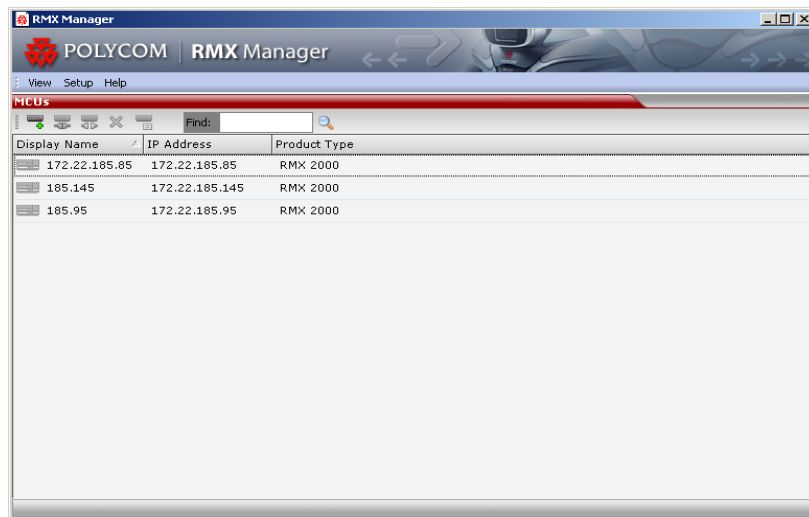 RMX Manager
POLYCOM | RMX Manager
View Setup Help
MCUs
Find:
Display Name IP Address Product Type
172.22.185.85 172.22.185.85 RMX 2000
185.145 172.22.185.145 RMX 2000
185.95 172.22.185.95 RMX 2000